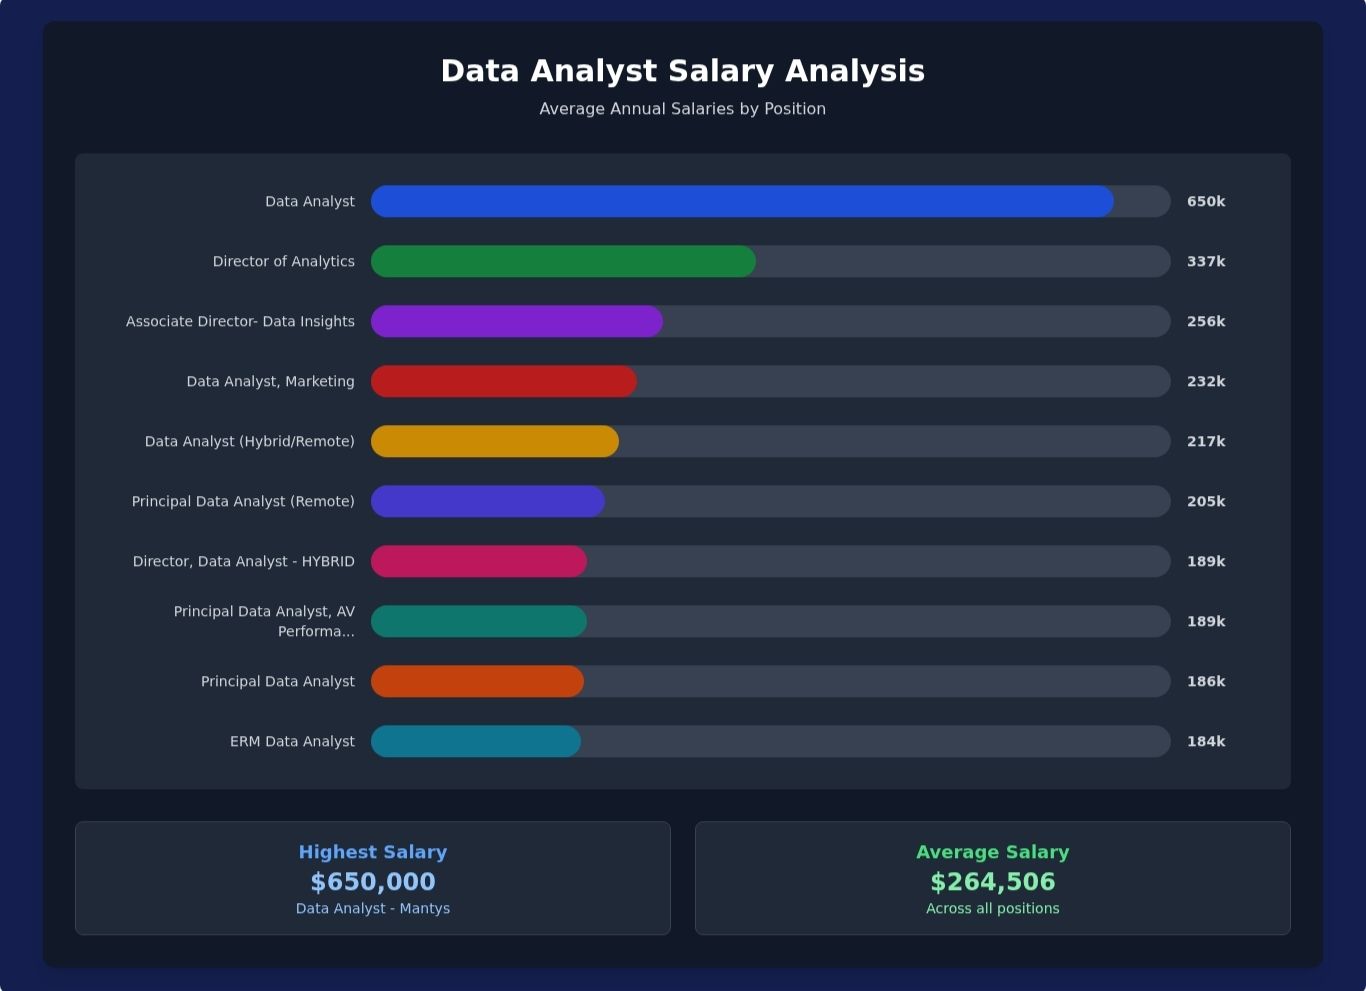 Data Analyst Salary Analysis
Average Annual Salaries by Position
Data Analyst 650k
Director of Analytics 337k
Associate Director- Data Insights 256k
Data Analyst, Marketing 232k
Data Analyst (Hybrid/Remote) 217k
Principal Data Analyst (Remote) 205k
Director, Data Analyst - HYBRID 189k
Principal Data Analyst, AV
Performa... 189k
Principal Data Analyst 186k
ERM Data Analyst 184k
Highest Salary
$650,000
Data Analyst - Mantys
Average Salary
$264,506
Across all positions